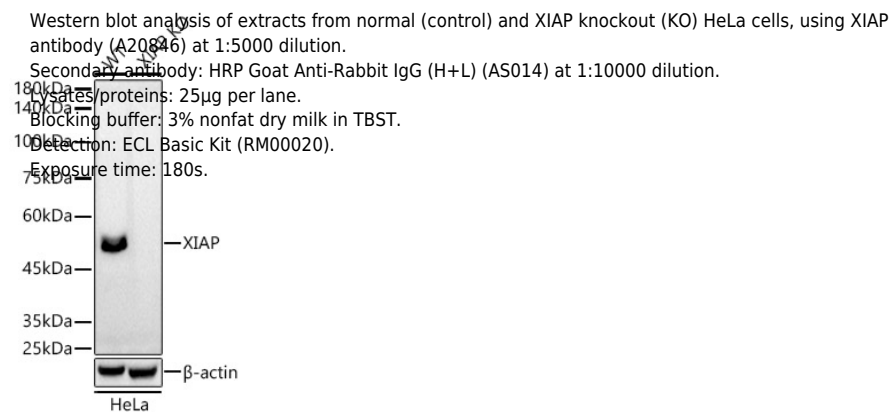 Western blot analysis of extracts from normal (control) and XIAP knockout (KO) HeLa cells, using XIAP
antibody (A20846) at 1:5000 dilution.
Secondary antibody: HRP Goat Anti-Rabbit IgG (H+L) (AS014) at 1:10000 dilution.
Lysates/proteins: 25μg per lane.
Blocking buffer: 3% nonfat dry milk in TBST.
Detection: ECL Basic Kit (RM00020).
Exposure time: 180s.
WT
XIAP KO
180kDa
140kDa
100kDa
75kDa
60kDa
XIAP
45kDa
35kDa
25kDa
β-actin
HeLa